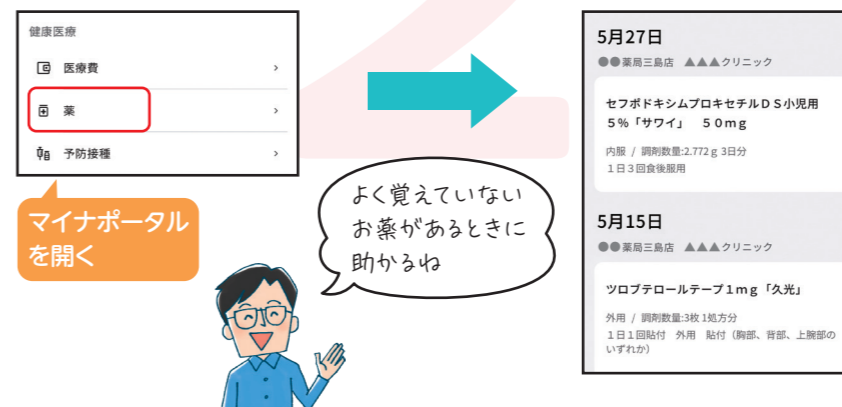 健康医療
医療費
薬
予防接種
マイナポータル
を開く
よく覚えていない
お薬があるときに
助かるね
5月27日
●●薬局三島店 ▲▲▲クリニック
セフポドキシムプロキセチルDS小児用
5%「サワイ」 50mg
内服 / 調剤数量:2.772g 3日分
1日3回食後服用
5月15日
●●薬局三島店 ▲▲▲クリニック
ツロブテロールテープ1mg「久光」
外用 / 調剤数量:3枚 1処方分
1日1回貼付 外用 貼付(胸部、背部、上腕部の
いずれか)